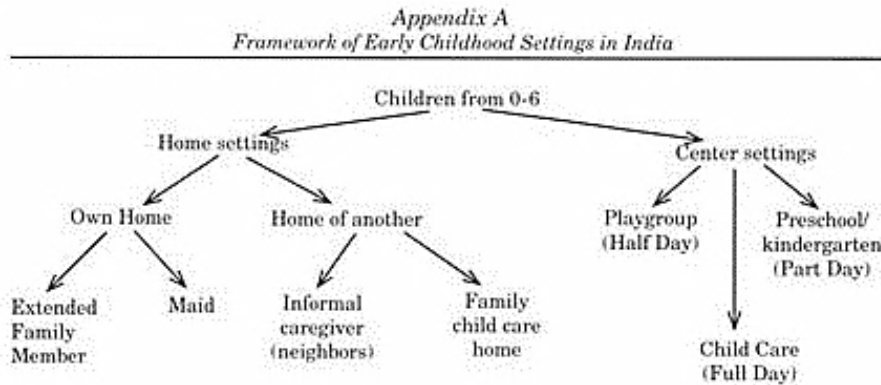 Appendix A
Framework of Early Childhood Settings in India
Children from 0-6
Home settings
Center settings
Own Home
Home of another
Playgroup
(Half Day)
Preschool/
kindergarten
(Part Day)
Extended
Family
Member
Maid
Informal
caregiver
(neighbors)
Family
child care
home
Child Care
(Full Day)